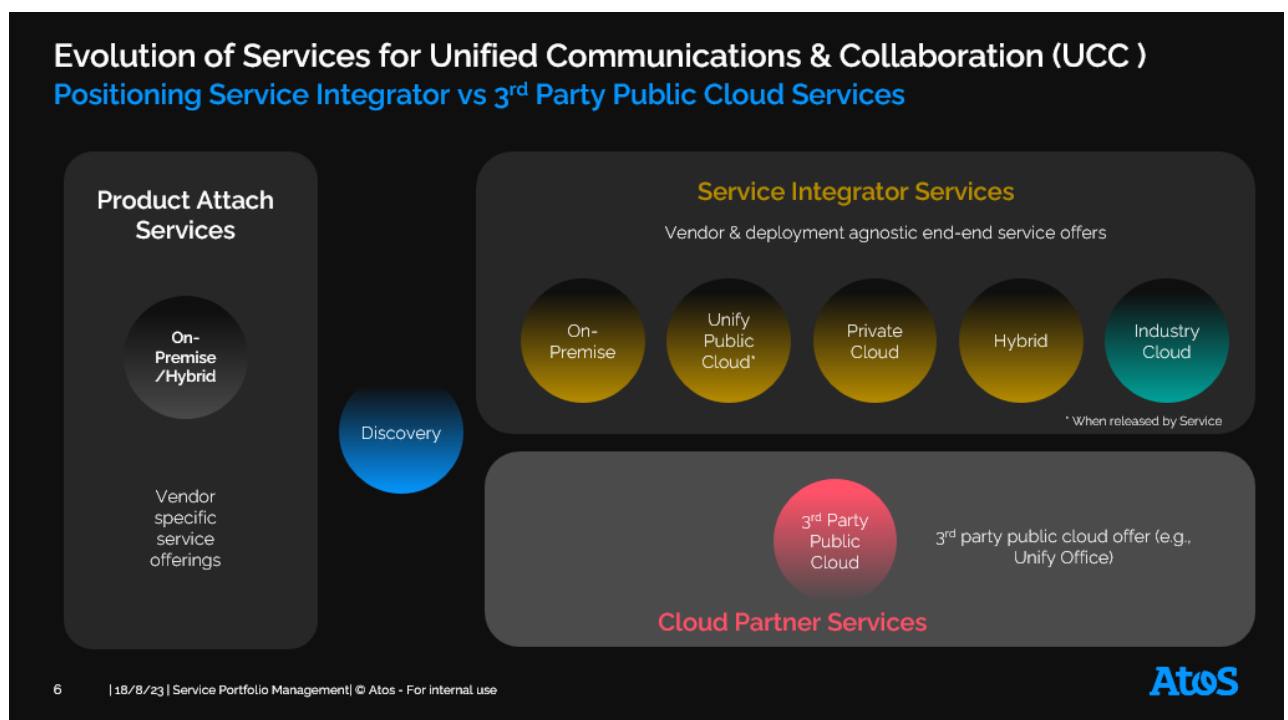 Evolution of Services for Unified Communications & Collaboration (UCC )
Positioning Service Integrator vs 3rd Party Public Cloud Services
Product Attach
Services
On-
Premise
/Hybrid
Vendor
specific
service
offerings
Discovery
Service Integrator Services
Vendor & deployment agnostic end-end service offers
On-
Premise
Unify
Public
Cloud*
Private
Cloud
Hybrid
Industry
Cloud
* When released by Service
3rd Party
Public
Cloud
3rd party public cloud offer (e.g.,
Unify Office)
Cloud Partner Services
6 | 18/8/23 | Service Portfolio Management| © Atos - For internal use
Atos